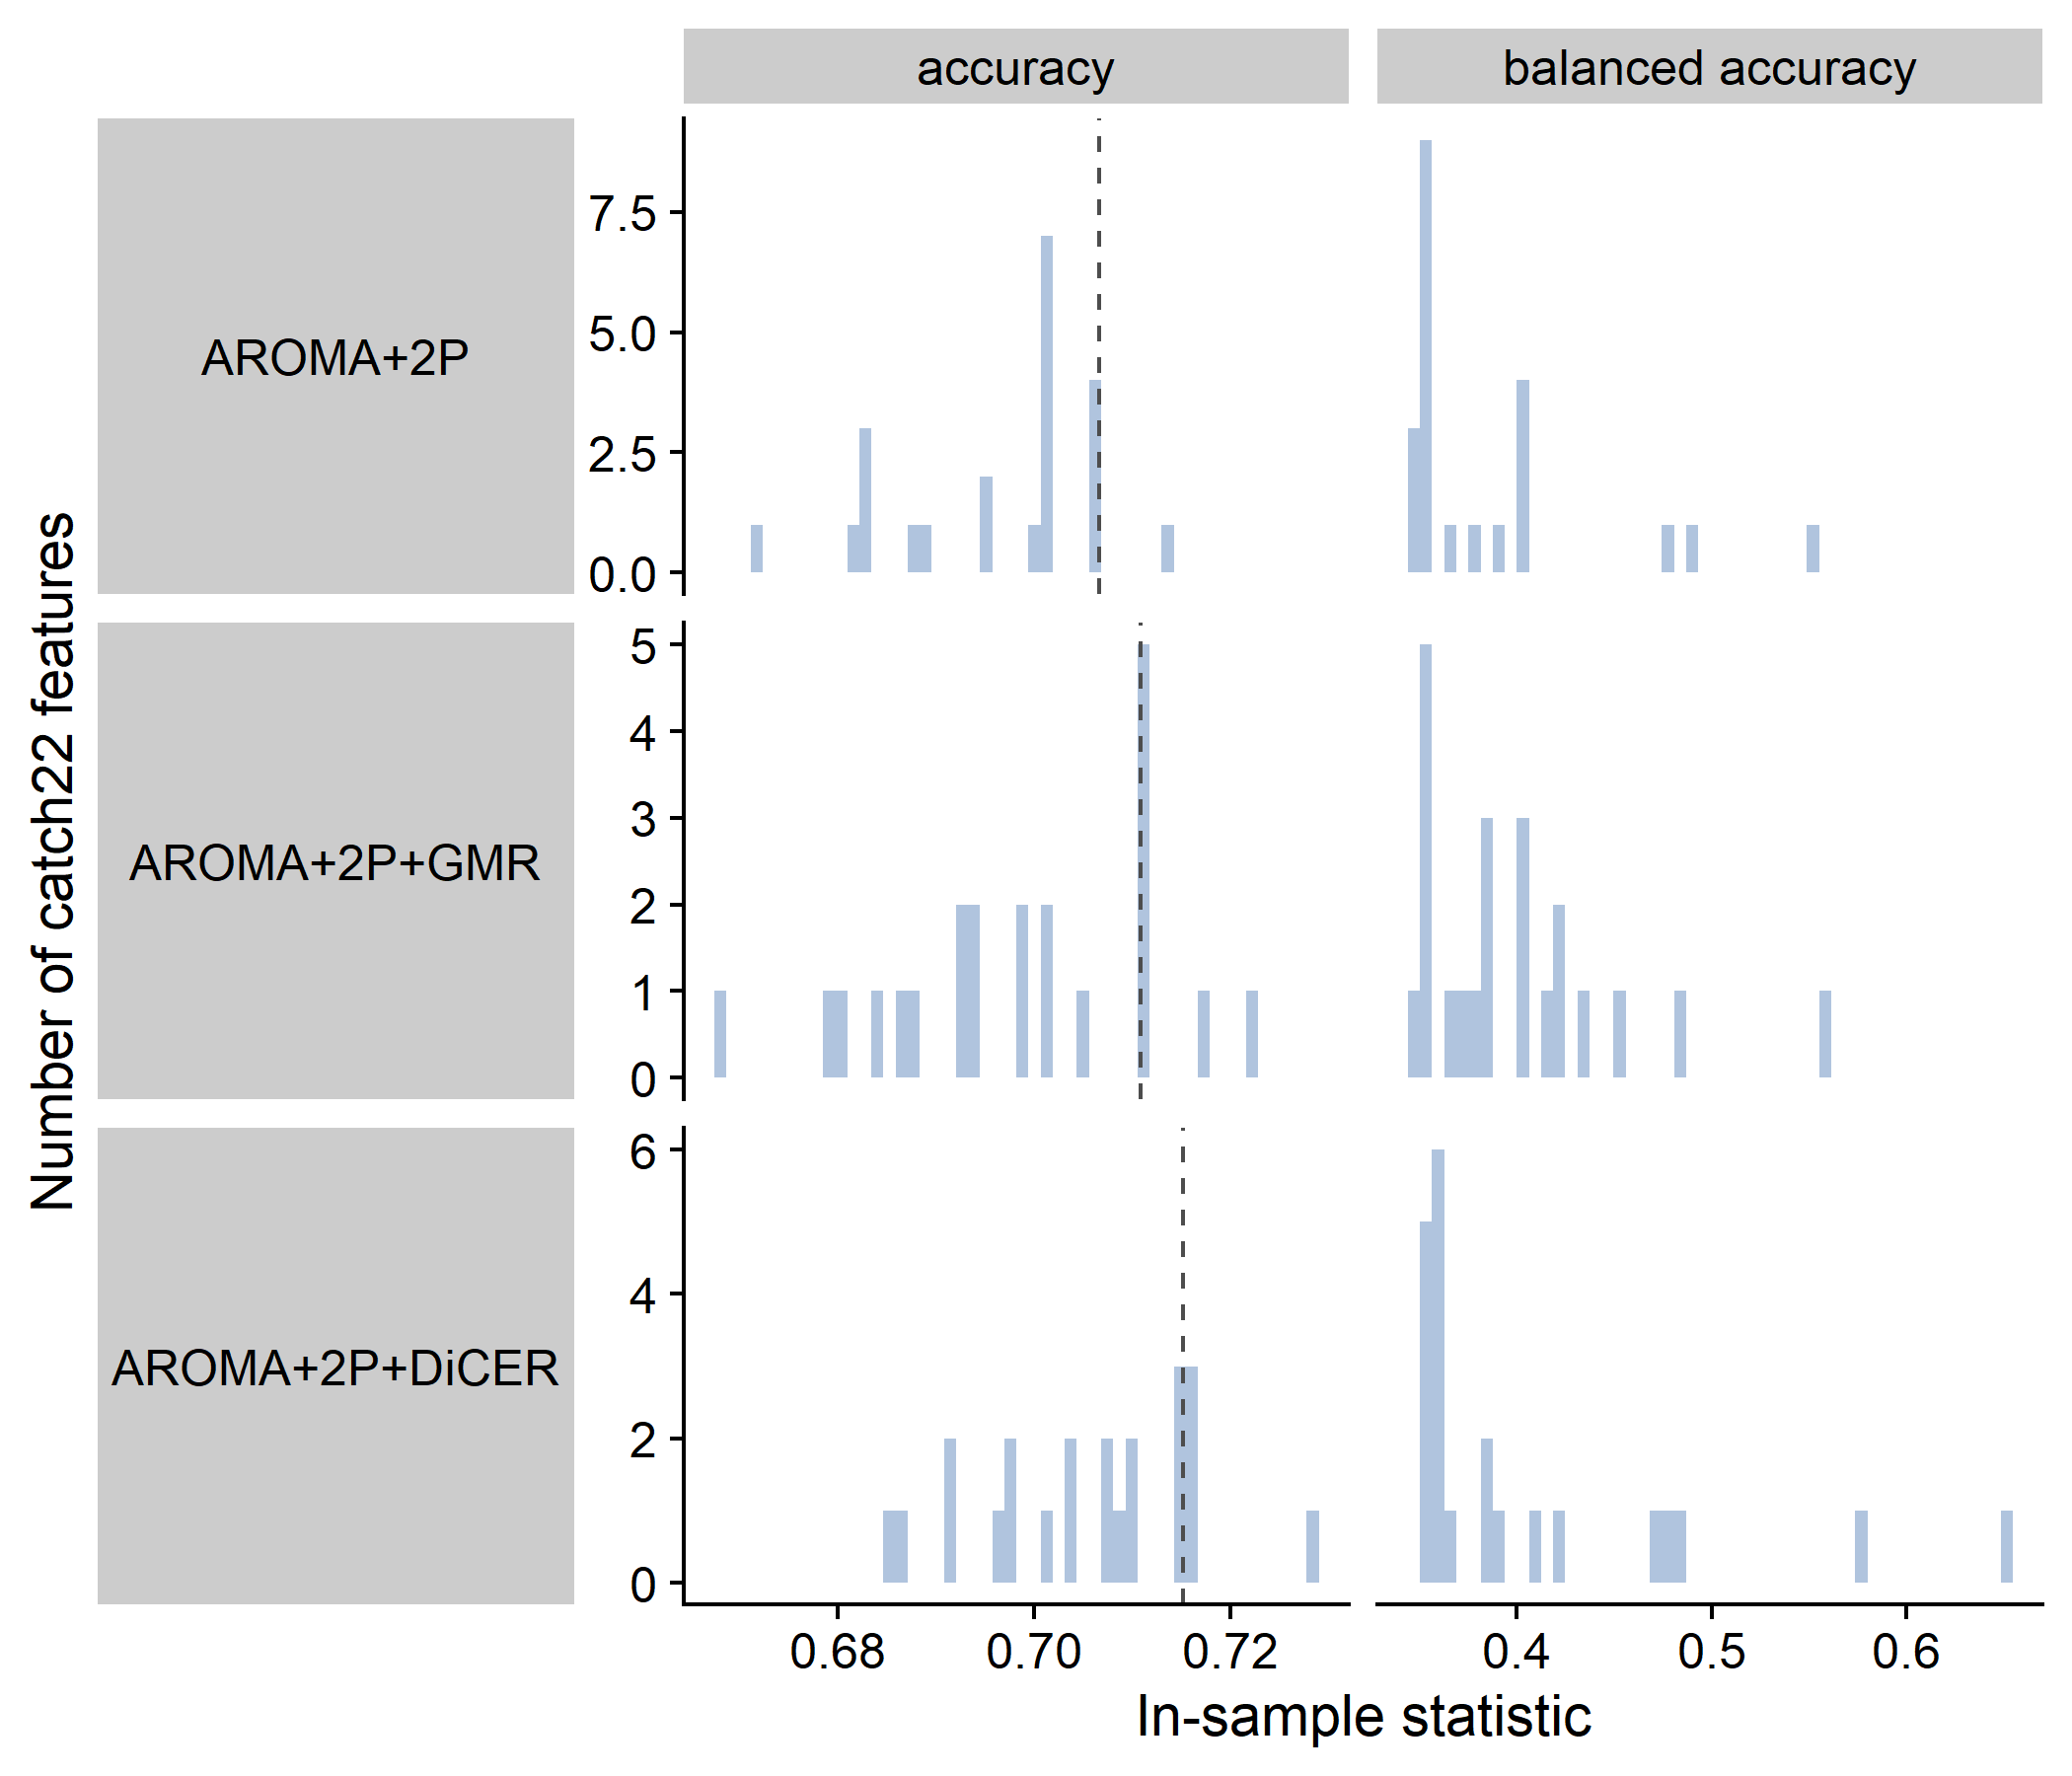 accuracy
balanced accuracy
Number of catch22 features
AROMA+2P
7.5
5.0
2.5
0.0
AROMA+2P+GMR
5
4
3
2
1
0
AROMA+2P+DiCER
6
4
2
0
0.68
0.70
0.72
0.4
0.5
0.6
In-sample statistic